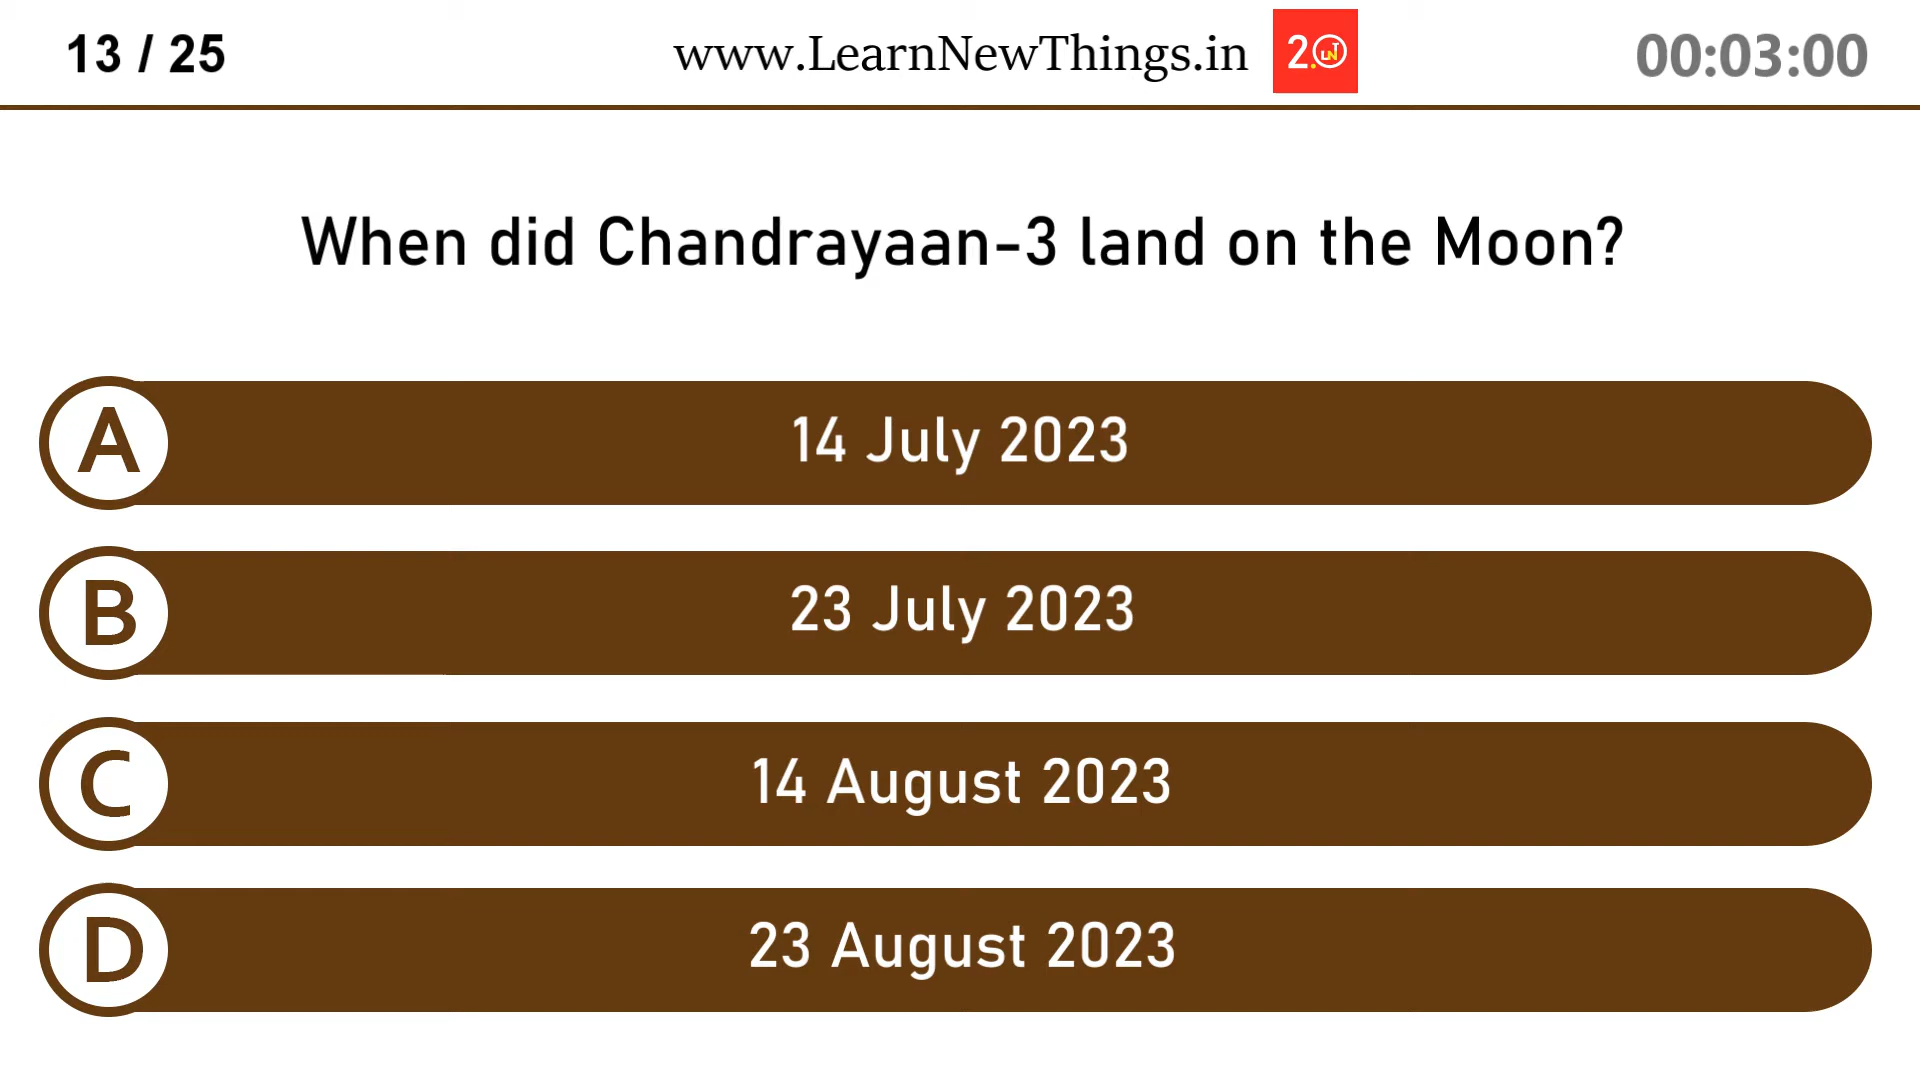 13 / 25
www.LearnNewThings.in
2.0
LNT
00:03:00
When did Chandrayaan-3 land on the Moon?
A
14 July 2023
B
23 July 2023
C
14 August 2023
D
23 August 2023